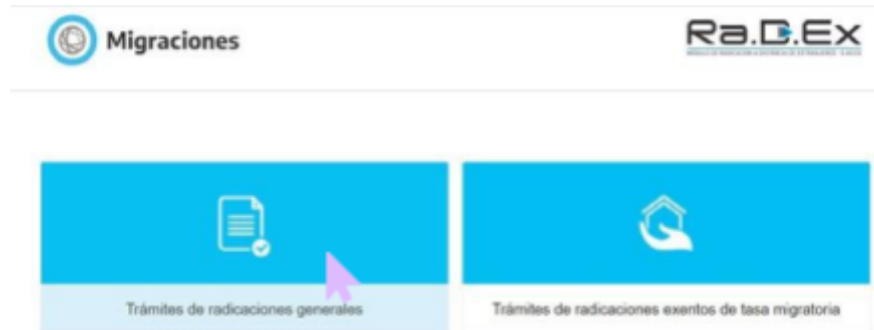 Migraciones
Ra.D.Ex
Trámites de radicaciones generales
Trámites de radicaciones exentos de tasa migratoria